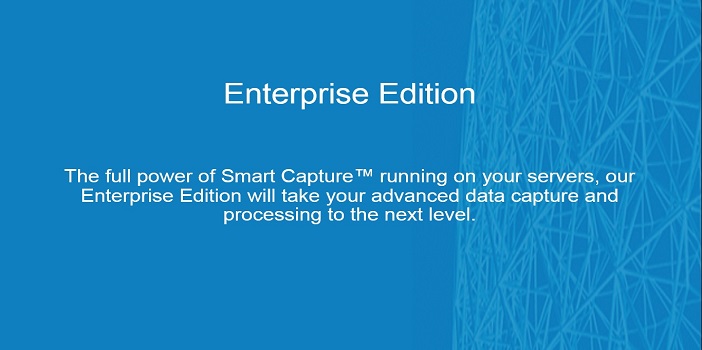 Enterprise Edition
The full power of Smart Capture™ running on your servers, our
Enterprise Edition will take your advanced data capture and
processing to the next level.